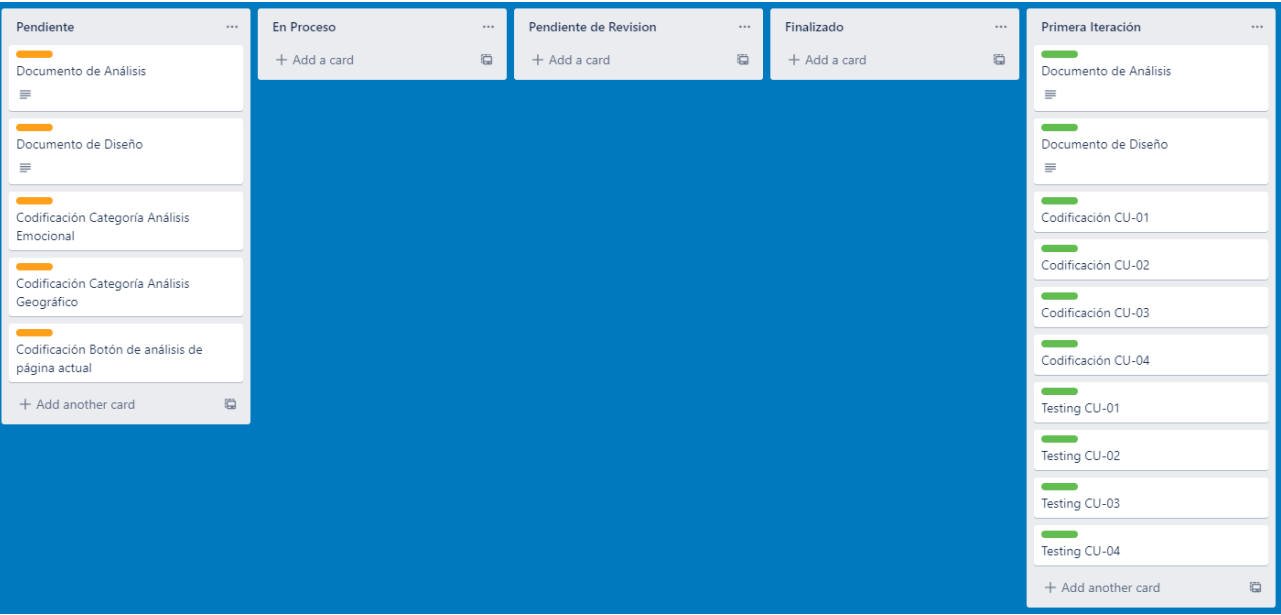 Pendiente
Documento de Análisis
Documento de Diseño
Codificación Categoría Análisis
Emocional
Codificación Categoría Análisis
Geográfico
Codificación Botón de análisis de
página actual
+ Add another card
En Proceso
+ Add a card
Pendiente de Revision
+ Add a card
Finalizado
+ Add a card
Primera Iteración
Documento de Análisis
Documento de Diseño
Codificación CU-01
Codificación CU-02
Codificación CU-03
Codificación CU-04
Testing CU-01
Testing CU-02
Testing CU-03
Testing CU-04
+ Add another card